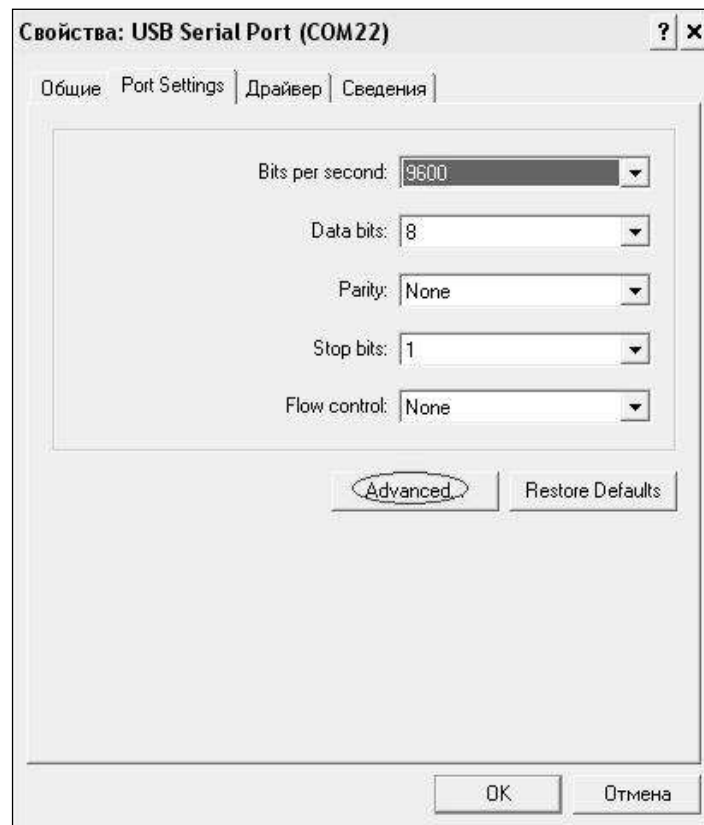 Свойства: USB Serial Port (COM22)
Общие Port Settings Драйвер Сведения
Bits per second: 9600
Data bits: 8
Parity: None
Stop bits: 1
Flow control: None
Advanced... Restore Defaults
OK Отмена